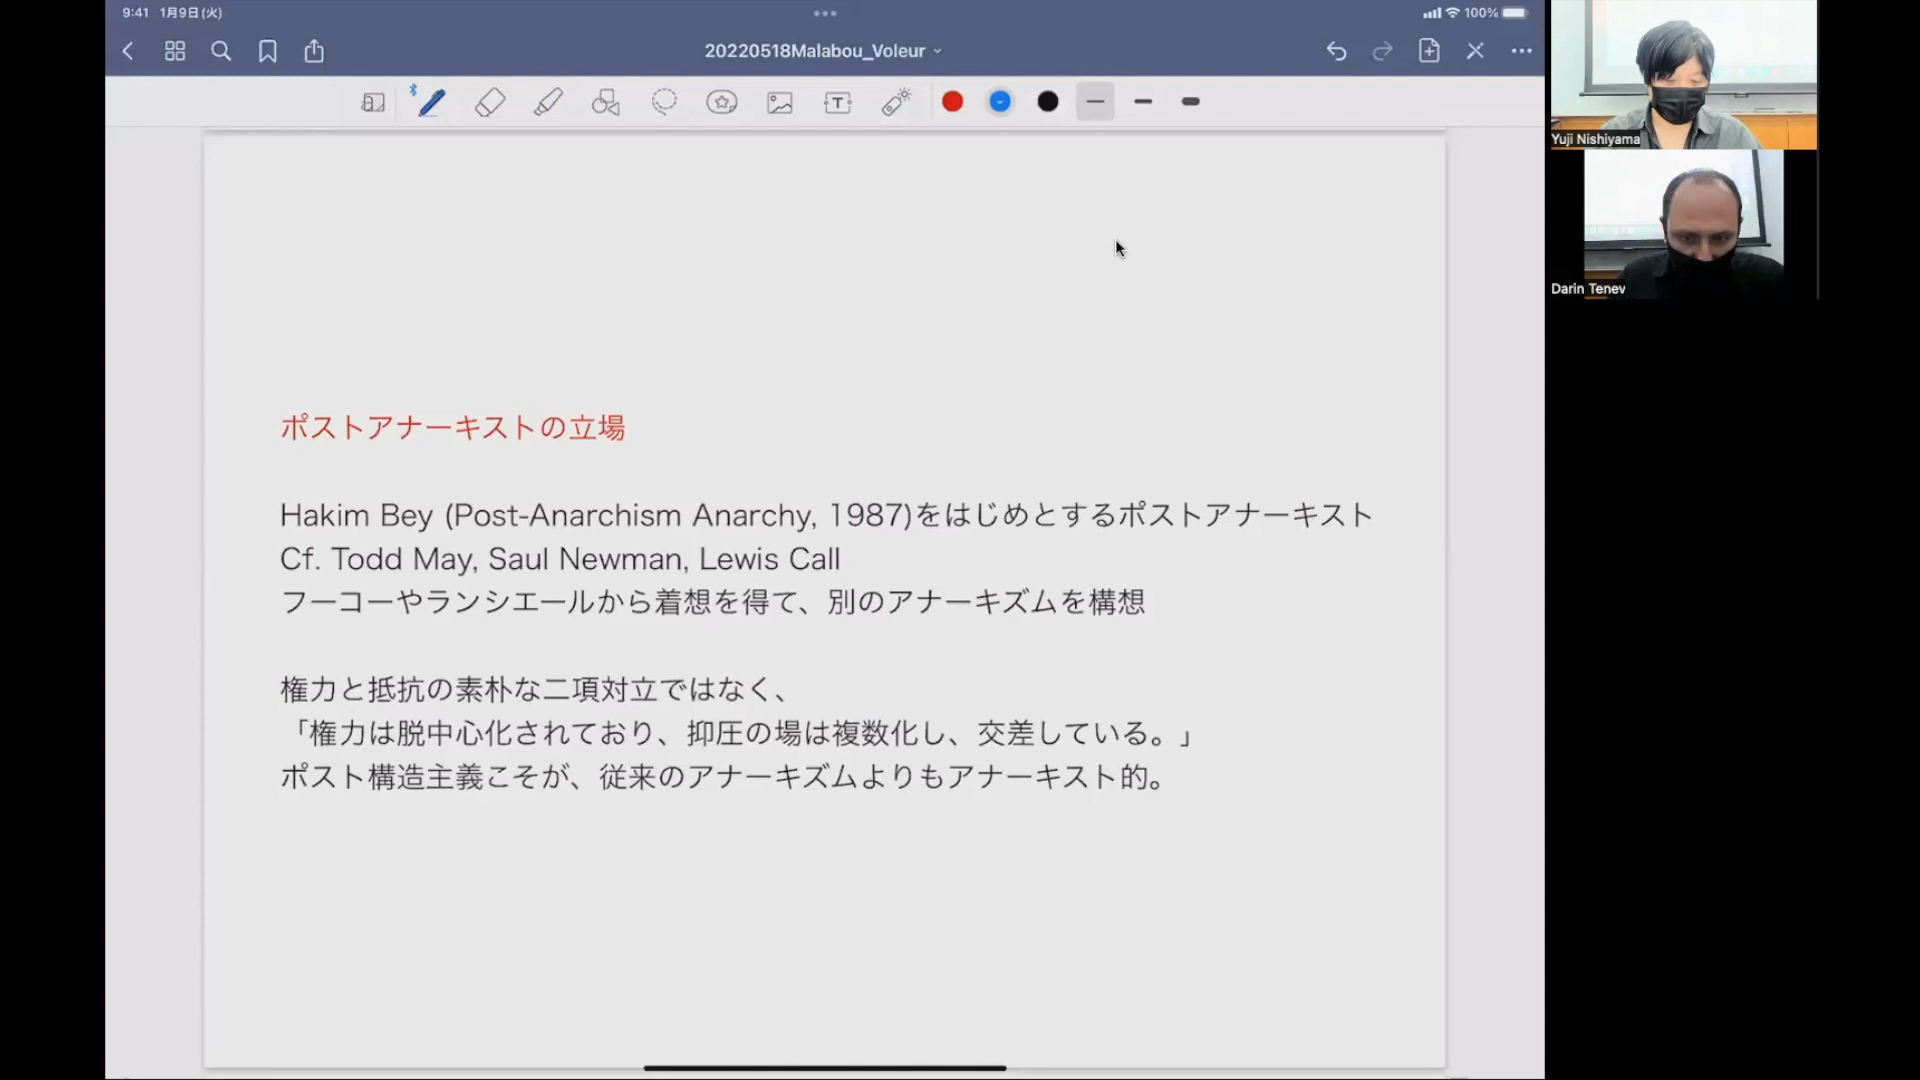 9:41 1月9日(火)
100%
20220518Malabou_Voleur
ポストアナーキストの立場
Hakim Bey (Post-Anarchism Anarchy, 1987)をはじめとするポストアナーキスト
Cf. Todd May, Saul Newman, Lewis Call
フーコーやランシエールから着想を得て、別のアナーキズムを構想
権力と抵抗の素朴な二項対立ではなく、
「権力は脱中心化されており、抑圧の場は複数化し、交差している。」
ポスト構造主義こそが、従来のアナーキズムよりもアナーキスト的。
Yuji Nishiyama
Darin Tenev